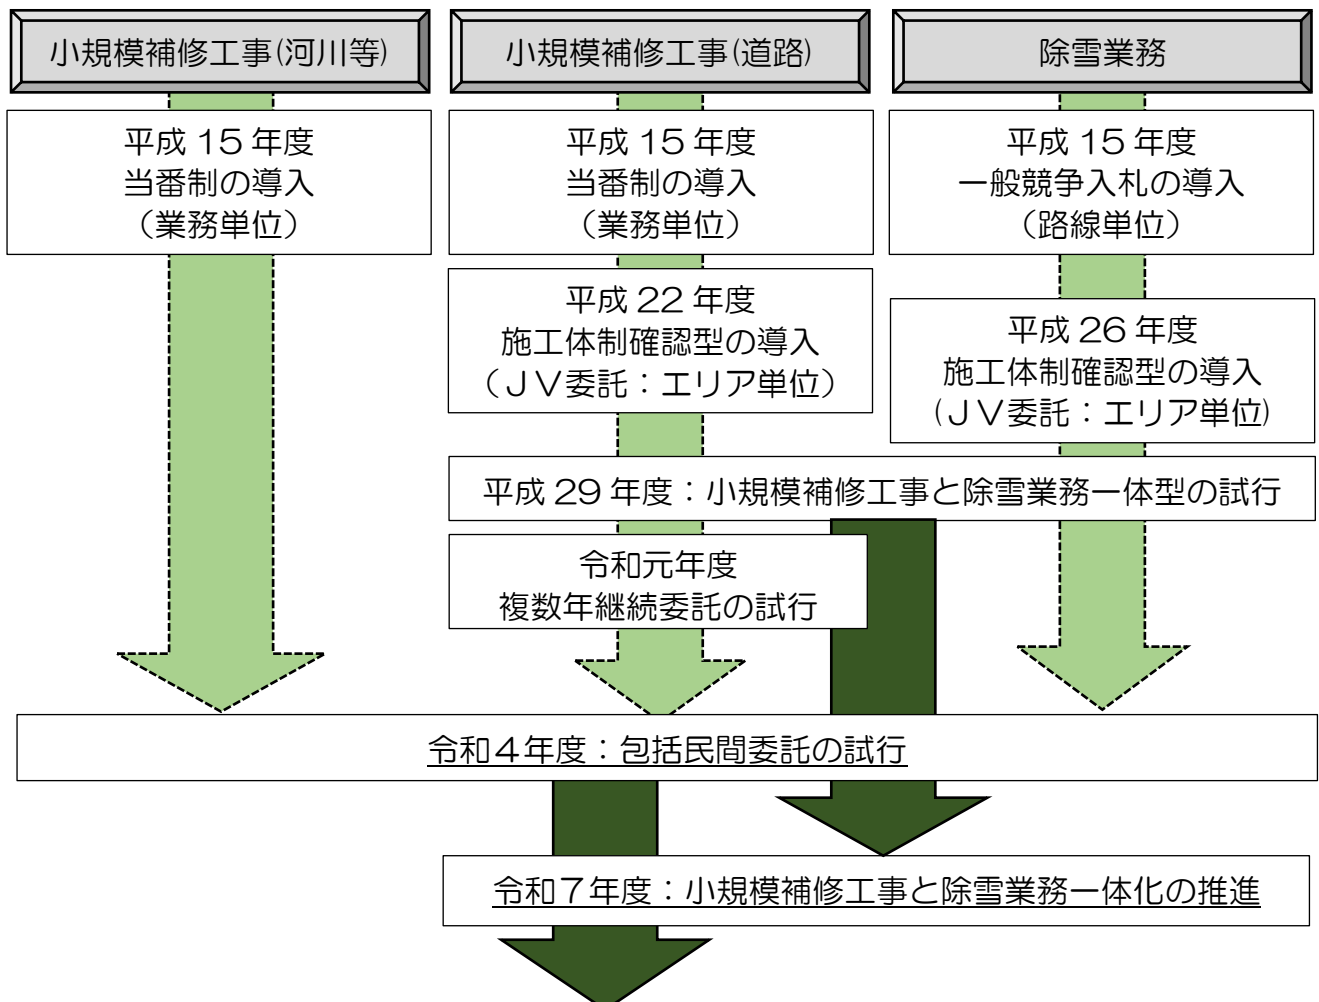 小規模補修工事(河川等)
小規模補修工事(道路)
除雪業務
平成 15 年度
当番制の導入
（業務単位）
平成 15 年度
当番制の導入
（業務単位）
平成 15 年度
一般競争入札の導入
（路線単位）
平成 22 年度
施工体制確認型の導入
（ＪＶ委託：エリア単位）
平成 26 年度
施工体制確認型の導入
(ＪＶ委託：エリア単位)
平成 29 年度：小規模補修工事と除雪業務一体型の試行
令和元年度
複数年継続委託の試行
令和４年度：包括民間委託の試行
令和７年度：小規模補修工事と除雪業務一体化の推進